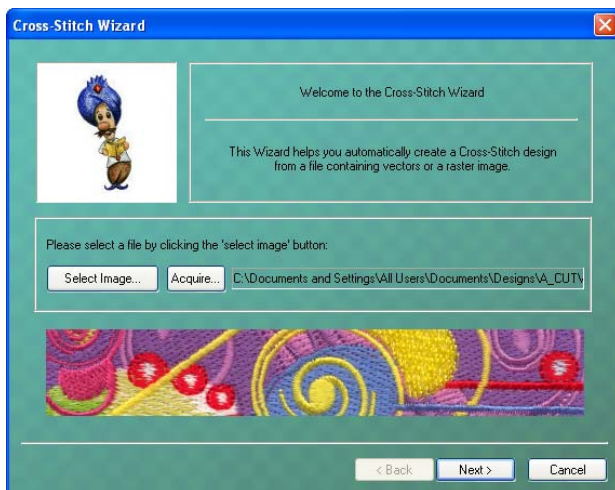 Cross-Stitch Wizard
Welcome to the Cross-Stitch Wizard
This Wizard helps you automatically create a Cross-Stitch design
from a file containing vectors or a raster image.
Please select a file by clicking the 'select image' button:
Select Image... Acquire... C:\Documents and Settings\All Users\Documents\Designs\A_CUT\
< Back Next > Cancel